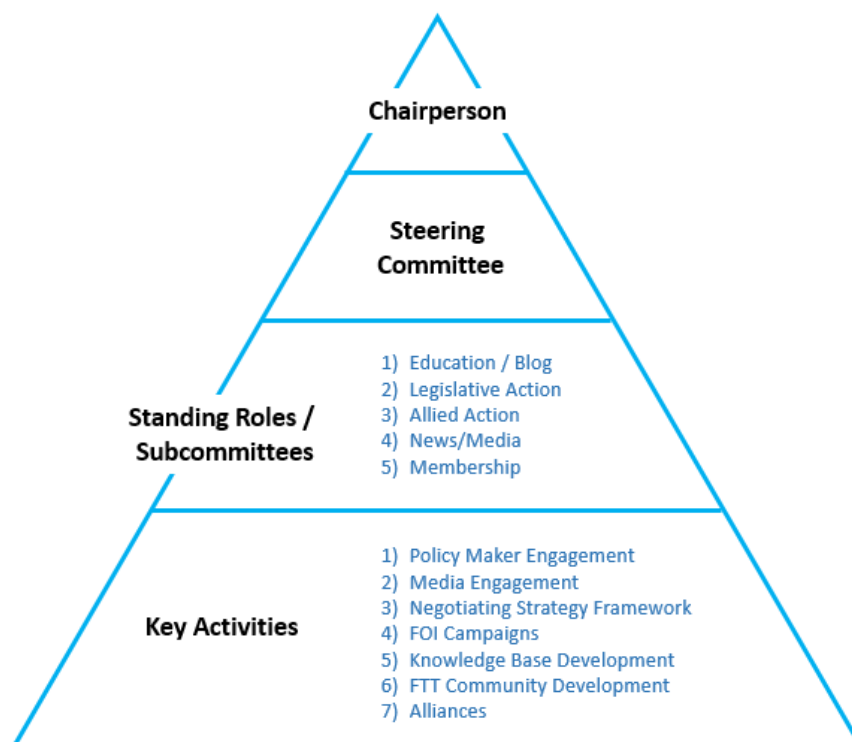 Chairperson
Steering
Committee
Standing Roles /
Subcommittees
1) Education / Blog
2) Legislative Action
3) Allied Action
4) News/Media
5) Membership
Key Activities
1) Policy Maker Engagement
2) Media Engagement
3) Negotiating Strategy Framework
4) FOI Campaigns
5) Knowledge Base Development
6) FTT Community Development
7) Alliances